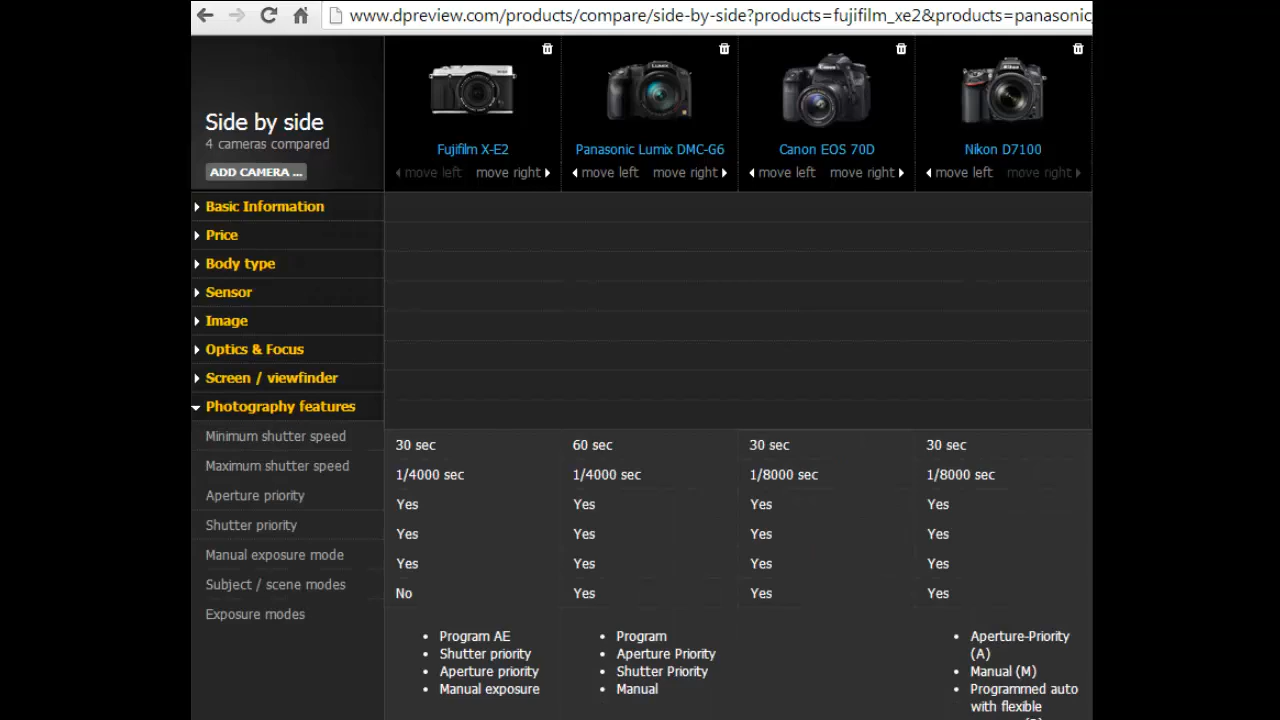 www.dpreview.com/products/compare/side-by-side?products=fujifilm_xe2&products=panasonic_
Side by side
4 cameras compared
ADD CAMERA ...
Fujifilm X-E2 Panasonic Lumix DMC-G6 Canon EOS 70D Nikon D7100
move left move right move left move right move left move right move left move right
Basic Information
Price
Body type
Sensor
Image
Optics & Focus
Screen / viewfinder
Photography features
Minimum shutter speed 30 sec 60 sec 30 sec 30 sec
Maximum shutter speed 1/4000 sec 1/4000 sec 1/8000 sec 1/8000 sec
Aperture priority Yes Yes Yes Yes
Shutter priority Yes Yes Yes Yes
Manual exposure mode Yes Yes Yes Yes
Subject / scene modes No Yes Yes Yes
Exposure modes
• Program AE • Program • Aperture-Priority
• Shutter priority • Aperture Priority (A)
• Aperture priority • Shutter Priority • Manual (M)
• Manual exposure • Manual • Programmed auto
with flexible